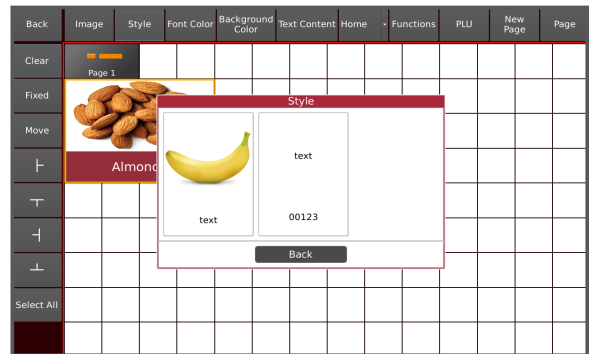 Back
Image
Style
Font Color
Background
Color
Text Content
Home
Functions
PLU
New
Page
Page
Clear
Page 1
Fixed
Style
Move
text
Almond
text
00123
Back
Select All